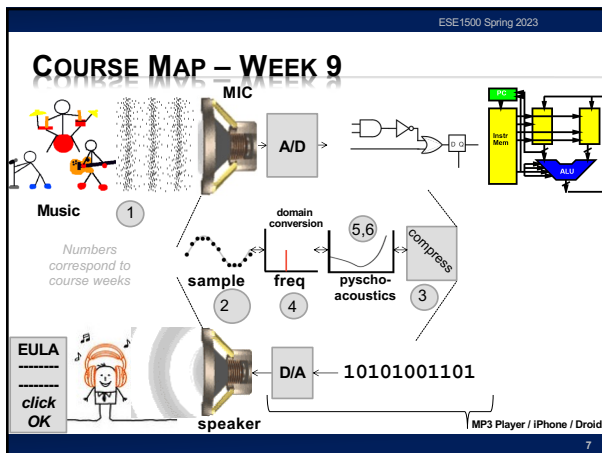 ESE1500 Spring 2023
COURSE MAP – WEEK 9
MIC
A/D
D Q
PC
Instr
Mem
ALU
Music
1
Numbers
correspond to
course weeks
domain
conversion
5,6
compress
sample
freq
pyscho-
acoustics
2
4
3
EULA
--------
--------
click
OK
D/A
10101001101
speaker
MP3 Player / iPhone / Droid
7